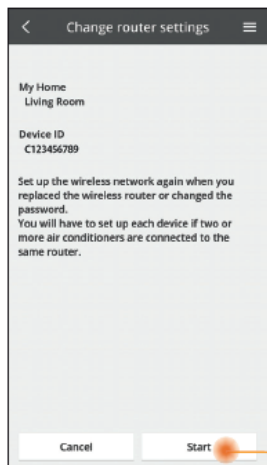 Change router settings
My Home
Living Room
Device ID
C123456789
Set up the wireless network again when you
replaced the wireless router or changed the
password.
You will have to set up each device if two or
more air conditioners are connected to the
same router.
Cancel Start